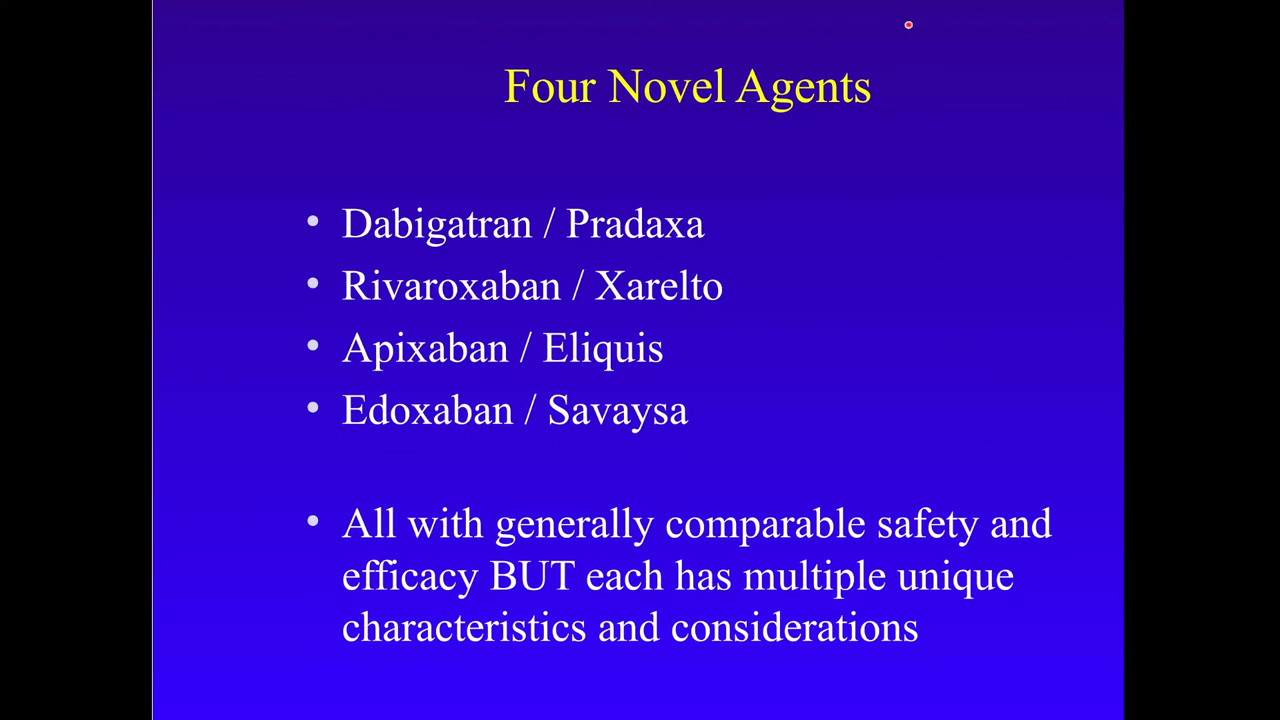 Four Novel Agents
• Dabigatran / Pradaxa
• Rivaroxaban / Xarelto
• Apixaban / Eliquis
• Edoxaban / Savaysa
• All with generally comparable safety and
efficacy BUT each has multiple unique
characteristics and considerations